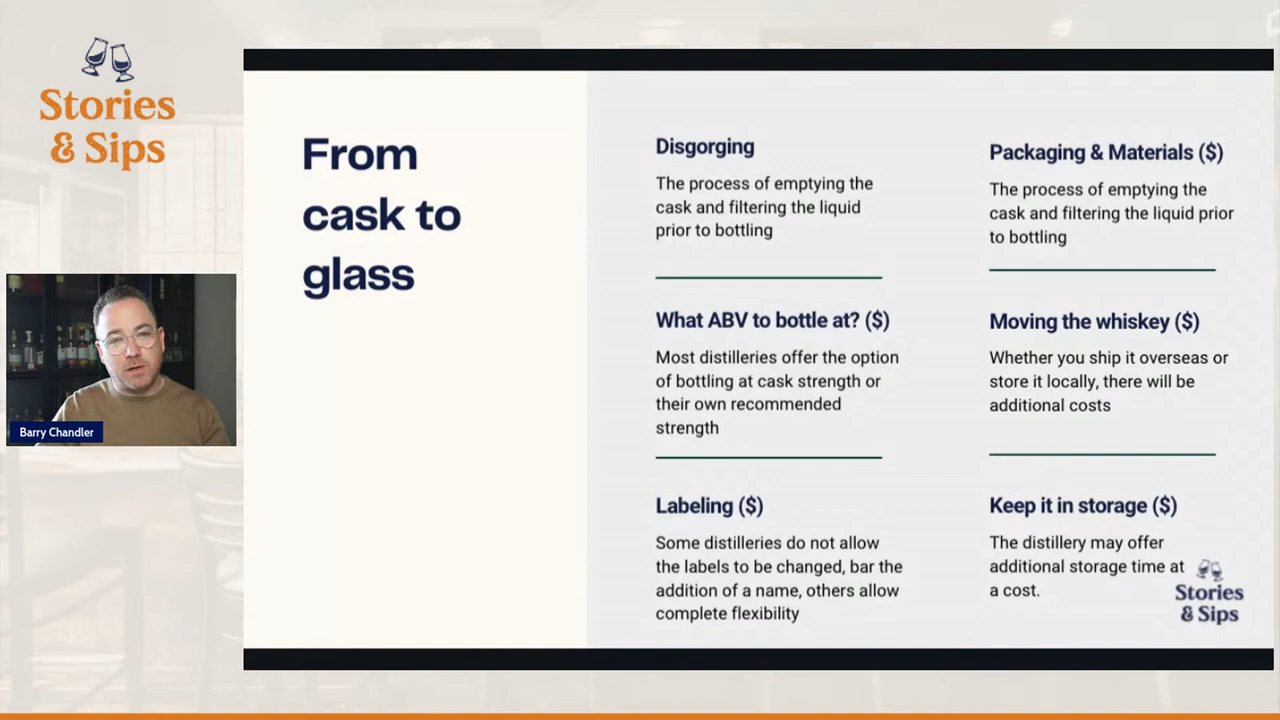 Stories
& Sips
From
cask to
glass
Disgorging
The process of emptying the
cask and filtering the liquid
prior to bottling
What ABV to bottle at? ($)
Most distilleries offer the option
of bottling at cask strength or
their own recommended
strength
Labeling ($)
Some distilleries do not allow
the labels to be changed, bar the
addition of a name, others allow
complete flexibility
Packaging & Materials ($)
The process of emptying the
cask and filtering the liquid prior
to bottling
Moving the whiskey ($)
Whether you ship it overseas or
store it locally, there will be
additional costs
Keep it in storage ($)
The distillery may offer
additional storage time at
a cost.
Stories
& Sips
Barry Chandler